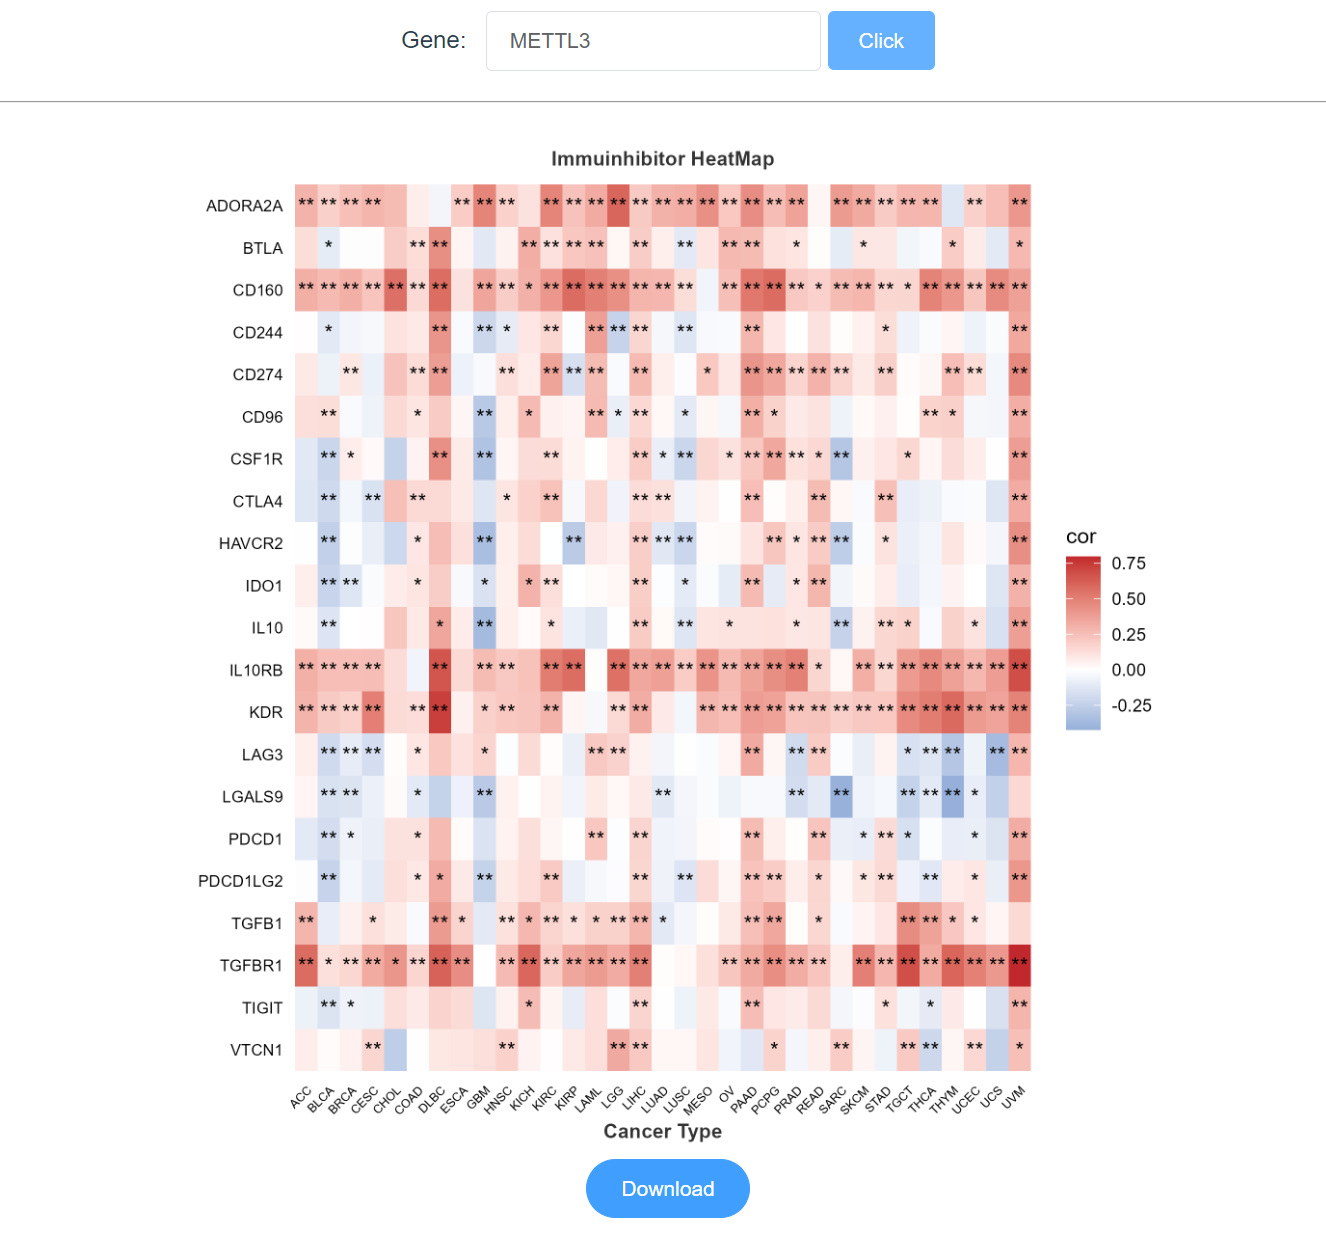 Gene: METTL3 Click
Immuinhibitor HeatMap
ADORA2A ** ** ** ** ** ** ** ** ** ** ** ** ** ** ** ** ** ** ** ** ** ** ** ** ** **
BTLA * ** ** ** ** ** ** ** ** ** ** * * * *
CD160 ** ** ** ** ** ** ** ** ** * ** ** ** ** ** ** ** ** ** ** ** * ** ** ** * ** ** ** ** **
CD244 * ** ** * ** ** ** ** ** ** * **
CD274 ** ** ** ** ** ** ** ** * ** ** ** ** ** ** ** ** **
CD96 ** * ** * ** * ** * ** * ** * **
CSF1R ** * ** ** ** ** * ** * ** ** ** * ** * **
CTLA4 ** ** ** * ** ** ** ** ** ** **
HAVCR2 ** * ** ** ** ** ** ** * ** ** * **
IDO1 ** ** * * * ** ** * ** * ** **
IL10 ** * ** * ** ** * * ** ** * * **
IL10RB ** ** ** ** ** ** ** ** ** ** ** ** ** ** ** ** ** ** * ** ** ** ** ** ** ** **
KDR ** ** ** ** ** ** * ** ** ** ** ** ** ** ** ** ** ** ** ** ** ** ** ** ** **
LAG3 ** ** ** * * ** ** ** ** ** * ** ** ** **
LGALS9 ** ** * ** ** ** ** ** ** ** *
PDCD1 ** * * ** ** ** ** * ** * * **
PDCD1LG2 ** * * ** ** ** ** ** ** * * ** ** * **
TGFB1 ** * ** * ** * ** * * ** ** * ** ** * ** ** * *
TGFBR1 ** * ** ** * ** ** ** ** ** ** ** ** ** ** ** ** ** ** ** ** ** ** ** ** ** ** **
TIGIT ** * * ** ** * * **
VTCN1 ** ** ** ** * ** ** ** ** *
cor
0.75
0.50
0.25
0.00
-0.25
ACC BLCA BRCA CESC CHOL COAD DLBC ESCA GBM HNSC KICH KIRC KIRP LAML LGG LIHC LUAD LUSC MESO OV PAAD PCPG PRAD READ SARC SKCM STAD TGCT THCA THYM UCEC UCS UVM
Cancer Type
Download